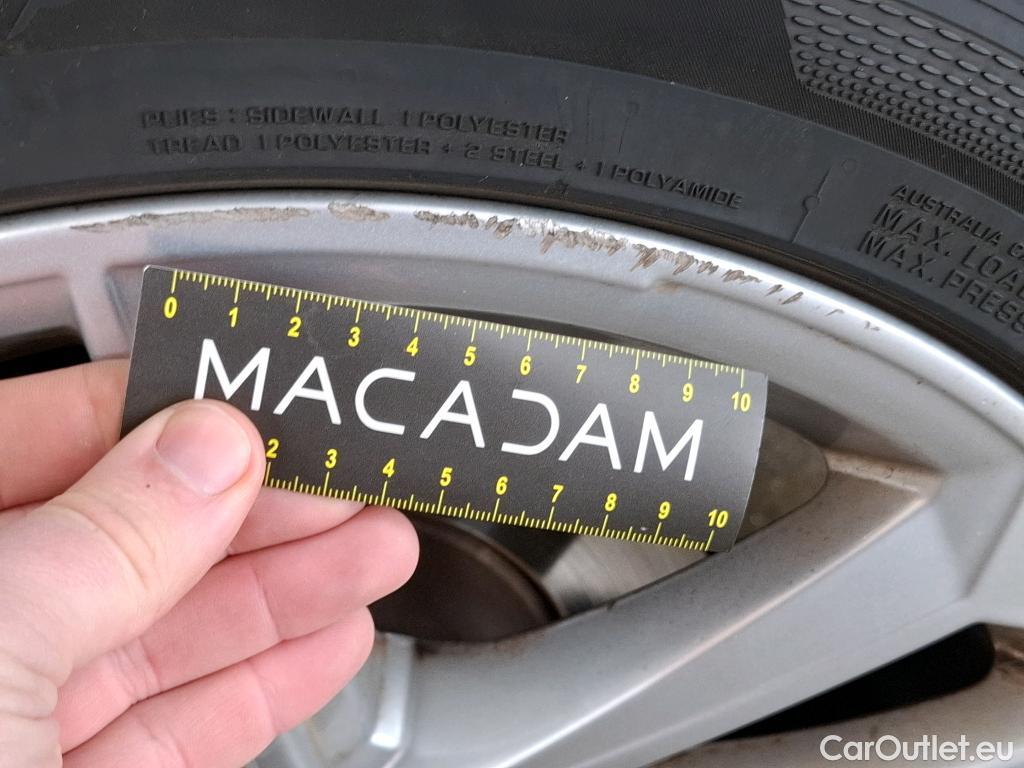 PLIES : SIDEWALL 1 POLYESTER
TREAD 1 POLYESTER + 2 STEEL + 1 POLYAMIDE
AUSTRALIA
MAX. LOA
MAX. PRESS
0 1 2 3 4 5 6 7 8 9 10
MACADAM
2 3 4 5 6 7 8 9 10
CarOutlet.eu